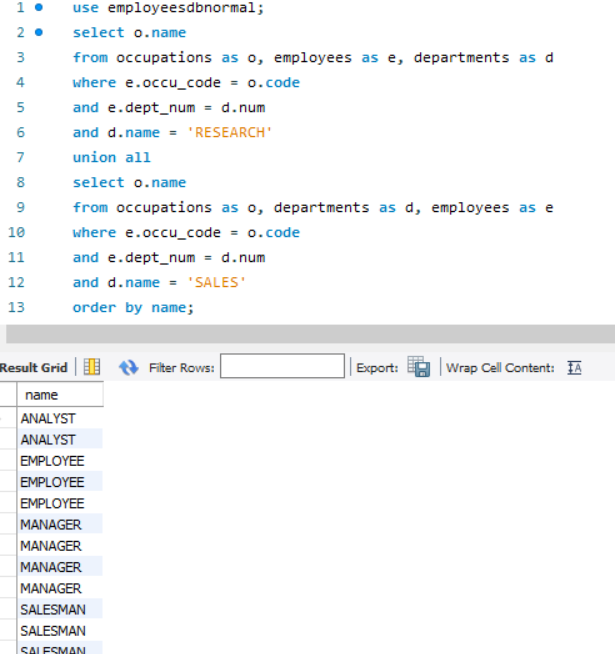 1 use employeesdbnormal;
2 select o.name
3 from occupations as o, employees as e, departments as d
4 where e.occu_code = o.code
5 and e.dept_num = d.num
6 and d.name = 'RESEARCH'
7 union all
8 select o.name
9 from occupations as o, departments as d, employees as e
10 where e.occu_code = o.code
11 and e.dept_num = d.num
12 and d.name = 'SALES'
13 order by name;
Result Grid Filter Rows: Export: Wrap Cell Content: IA
name
ANALYST
ANALYST
EMPLOYEE
EMPLOYEE
EMPLOYEE
MANAGER
MANAGER
MANAGER
MANAGER
SALESMAN
SALESMAN
SALESMAN